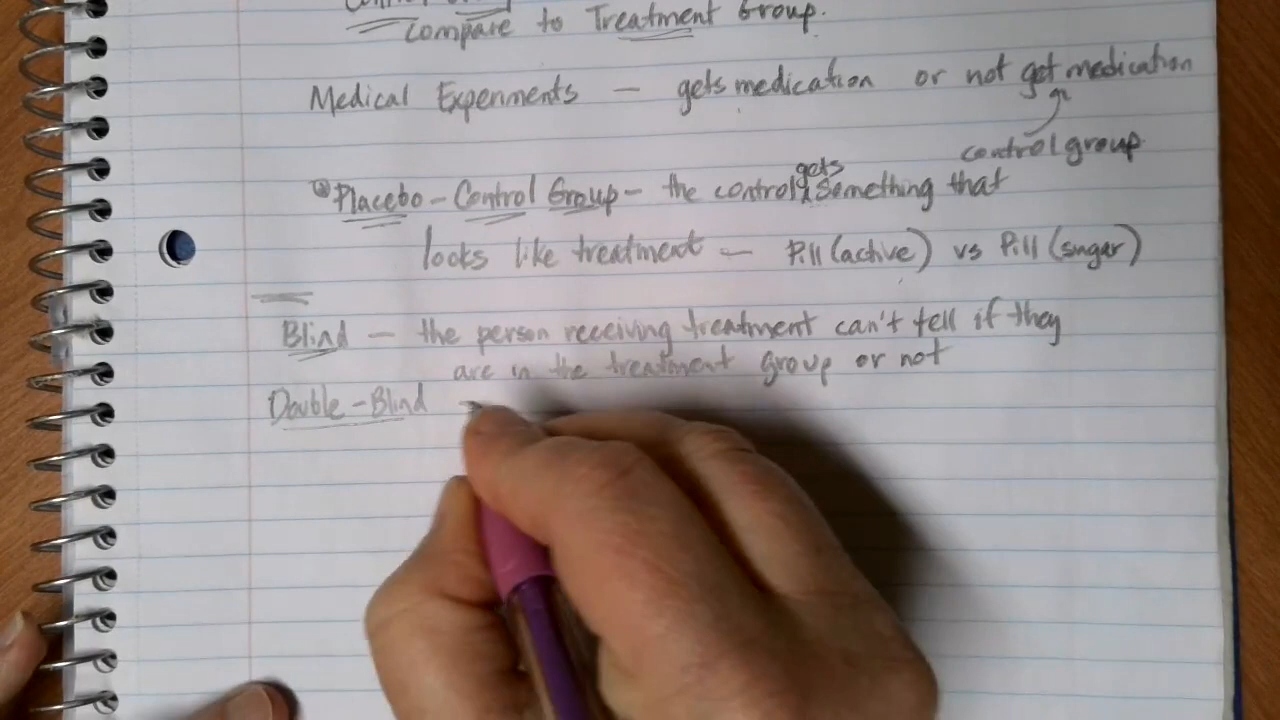 compare to Treatment Group.
Medical Experiments — gets medication or not get medication
control group
Placebo - Control Group - the control gets something that
looks like treatment — Pill (active) vs Pill (sugar)
Blind — the person receiving treatment can't tell if they
are in the treatment group or not
Double-Blind -